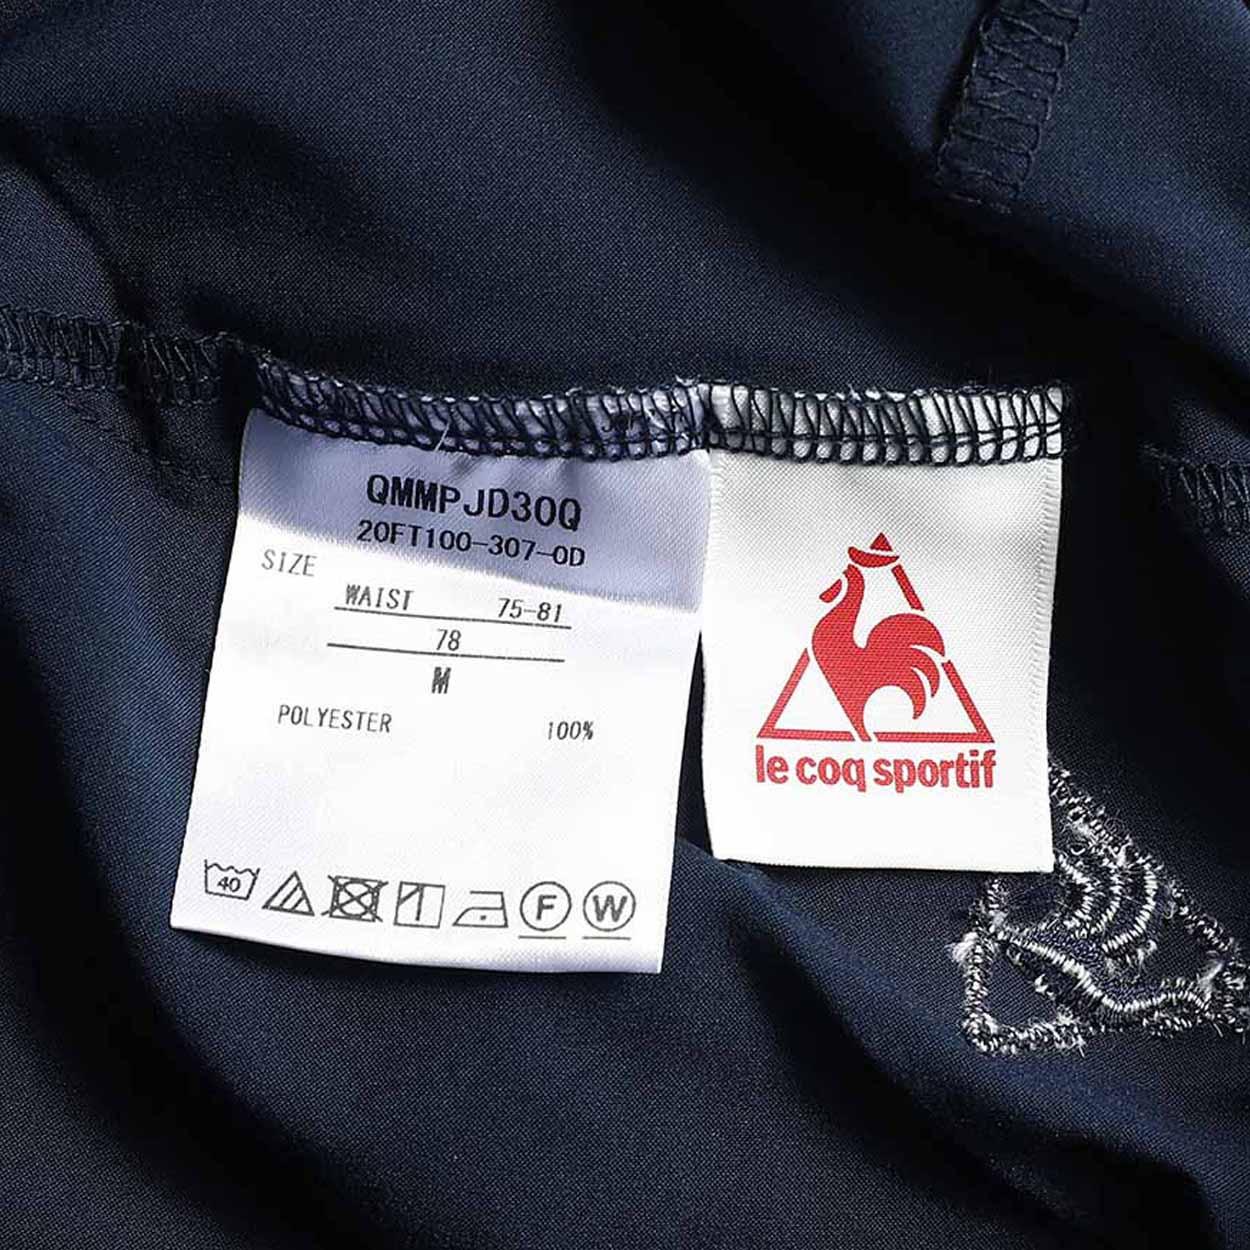 QMMPJD30Q
20FT100-307-0D
SIZE
WAIST 75-81
78
M
POLYESTER 100%
40
F W
le coq sportif